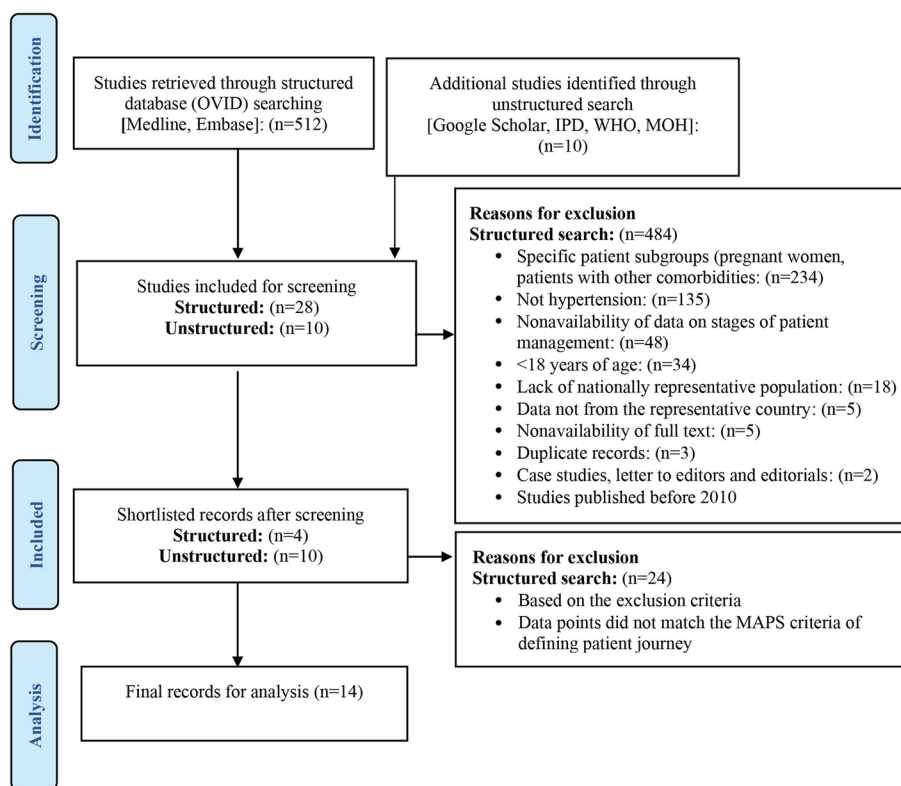 Identification
Studies retrieved through structured
database (OVID) searching
[Medline, Embase]: (n=512)
Additional studies identified through
unstructured search
[Google Scholar, IPD, WHO, MOH]:
(n=10)
Screening
Studies included for screening
Structured: (n=28)
Unstructured: (n=10)
Reasons for exclusion
Structured search: (n=484)
• Specific patient subgroups (pregnant women,
patients with other comorbidities: (n=234)
• Not hypertension: (n=135)
• Nonavailability of data on stages of patient
management: (n=48)
• <18 years of age: (n=34)
• Lack of nationally representative population: (n=18)
• Data not from the representative country: (n=5)
• Nonavailability of full text: (n=5)
• Duplicate records: (n=3)
• Case studies, letter to editors and editorials: (n=2)
• Studies published before 2010
Included
Shortlisted records after screening
Structured: (n=4)
Unstructured: (n=10)
Reasons for exclusion
Structured search: (n=24)
• Based on the exclusion criteria
• Data points did not match the MAPS criteria of
defining patient journey
Analysis
Final records for analysis (n=14)